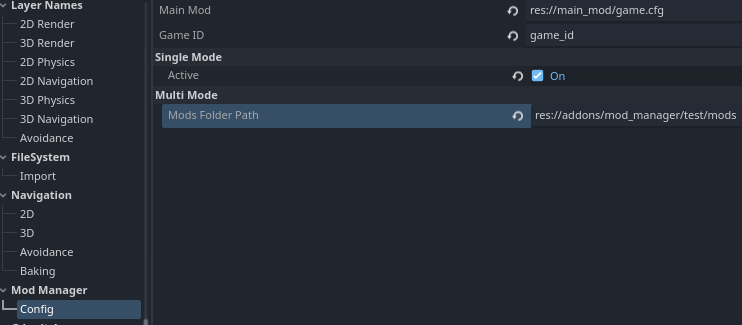 Layer Names
2D Render
3D Render
2D Physics
2D Navigation
3D Physics
3D Navigation
Avoidance
FileSystem
Import
Navigation
2D
3D
Avoidance
Baking
Mod Manager
Config
Main Mod res://main_mod/game.cfg
Game ID game_id
Single Mode
Active On
Multi Mode
Mods Folder Path res://addons/mod_manager/test/mods